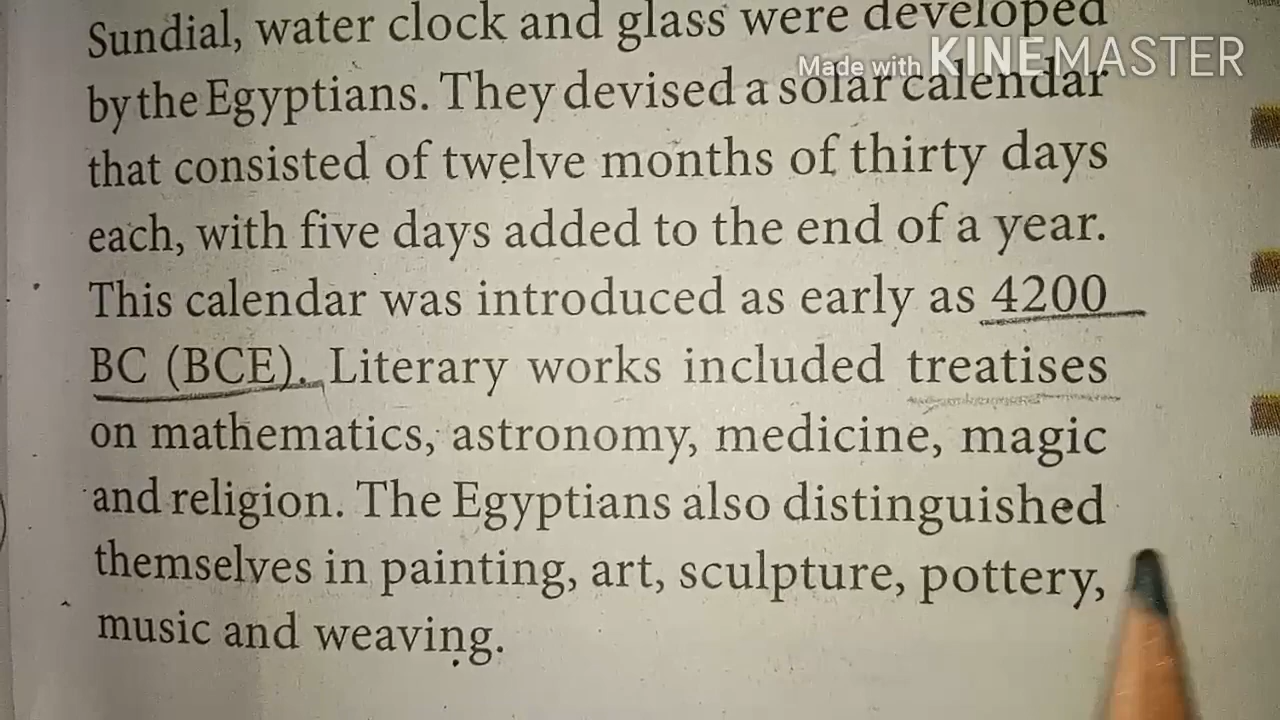 Sundial, water clock and glass were developed
Made with KINEMASTER
by the Egyptians. They devised a solar calendar
that consisted of twelve months of thirty days
each, with five days added to the end of a year.
This calendar was introduced as early as 4200
BC (BCE). Literary works included treatises
on mathematics, astronomy, medicine, magic
and religion. The Egyptians also distinguished
themselves in painting, art, sculpture, pottery,
music and weaving.